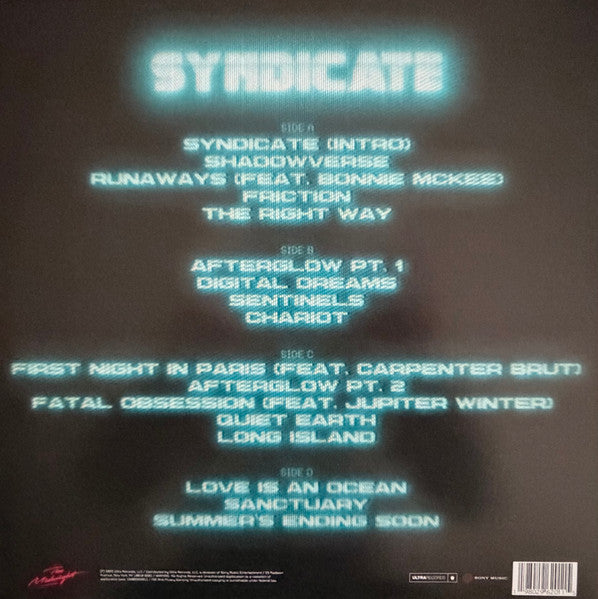 SYNDICATE
SIDE A
SYNDICATE (INTRO)
SHADOWVERSE
RUNAWAYS (FEAT. BONNIE MCKEE)
FRICTION
THE RIGHT WAY
SIDE B
AFTERGLOW PT. 1
DIGITAL DREAMS
SENTINELS
CHARIOT
SIDE C
FIRST NIGHT IN PARIS (FEAT. CARPENTER BRUT)
AFTERGLOW PT. 2
FATAL OBSESSION (FEAT. JUPITER WINTER)
QUIET EARTH
LONG ISLAND
SIDE D
LOVE IS AN OCEAN
SANCTUARY
SUMMER'S ENDING SOON
The Midnight
ULTRA RECORDS
SONY MUSIC